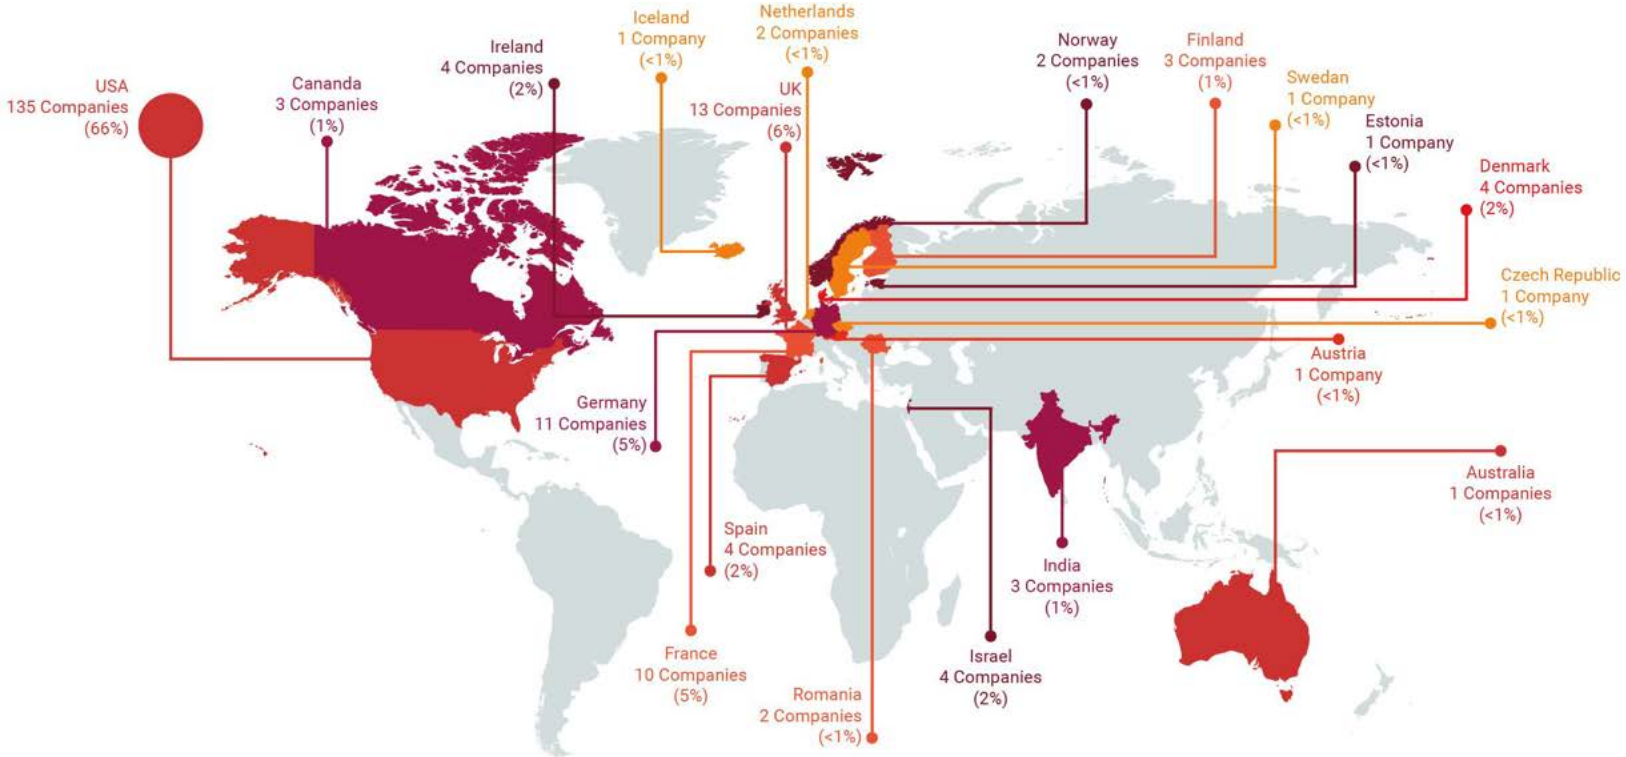 USA
135 Companies
(66%)
Cananda
3 Companies
(1%)
Ireland
4 Companies
(2%)
Iceland
1 Company
(<1%)
Netherlands
2 Companies
(<1%)
UK
13 Companies
(6%)
Norway
2 Companies
(<1%)
Finland
3 Companies
(1%)
Swedan
1 Company
(<1%)
Estonia
1 Company
(<1%)
Denmark
4 Companies
(2%)
Czech Republic
1 Company
(<1%)
Austria
1 Company
(<1%)
Germany
11 Companies
(5%)
Australia
1 Companies
(<1%)
Spain
4 Companies
(2%)
India
3 Companies
(1%)
France
10 Companies
(5%)
Israel
4 Companies
(2%)
Romania
2 Companies
(<1%)